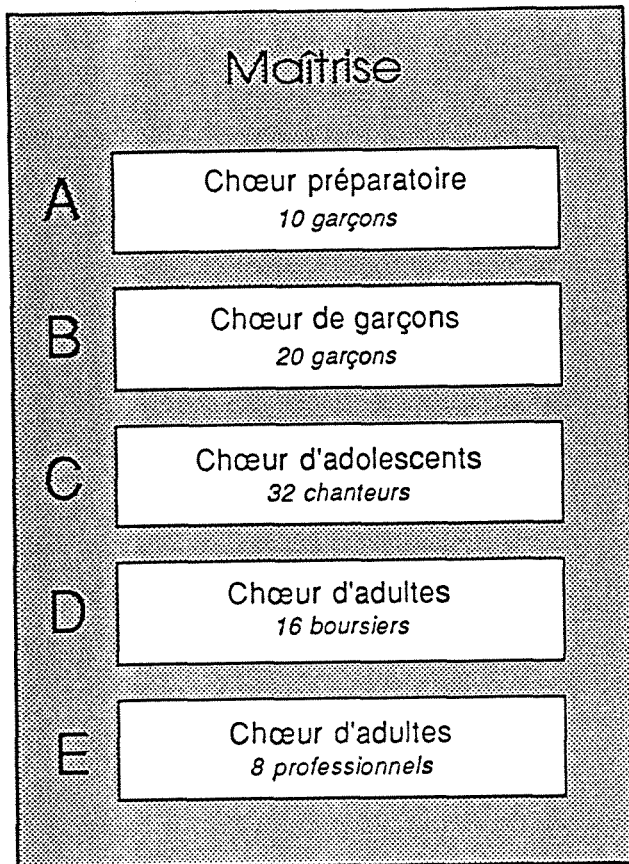 Maîtrise
A
Chœur préparatoire
10 garçons
B
Chœur de garçons
20 garçons
C
Chœur d'adolescents
32 chanteurs
D
Chœur d'adultes
16 boursiers
E
Chœur d'adultes
8 professionnels